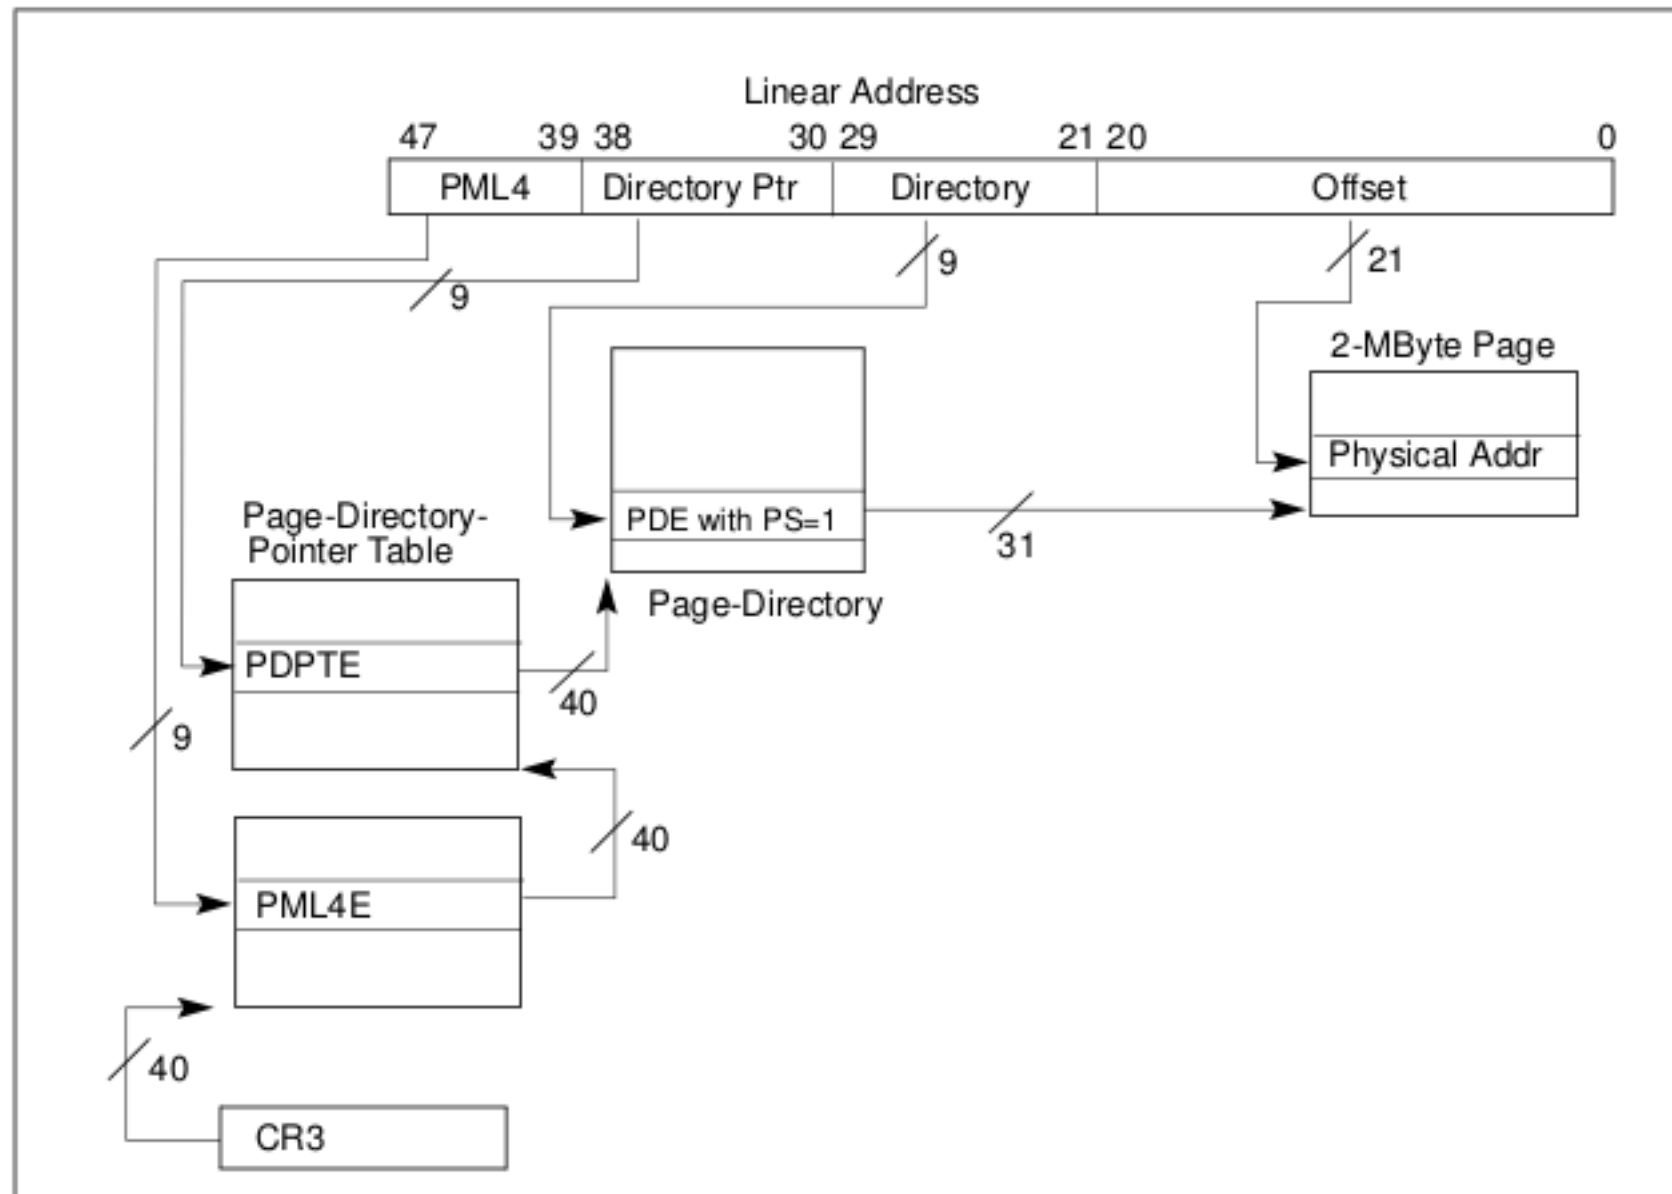 Linear Address
47 39 38 30 29 21 20 0
PML4 Directory Ptr Directory Offset
9 21
9
2-MByte Page
Physical Addr
PDE with PS=1
31
Page-Directory-
Pointer Table
Page-Directory
PDPTE
40
9
40
PML4E
40
CR3